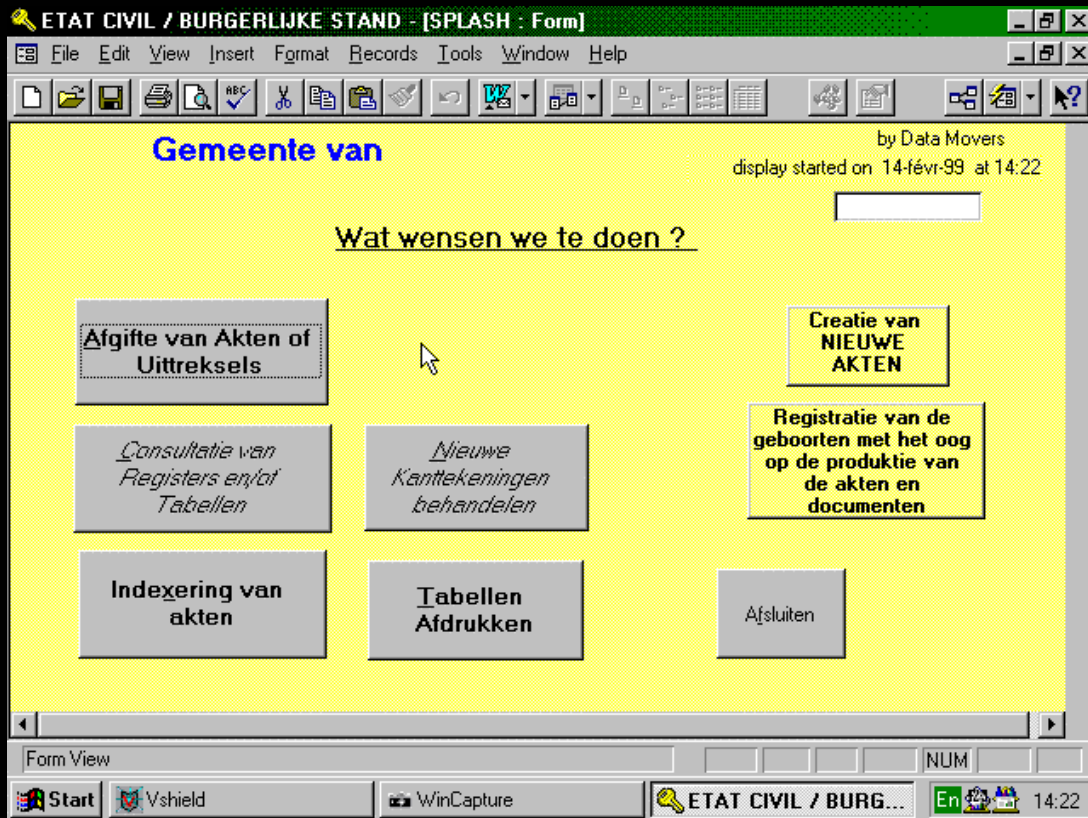 ETAT CIVIL / BURGERLIJKE STAND - [SPLASH : Form]
File Edit View Insert Format Records Tools Window Help
ABC
Gemeente van
by Data Movers
display started on 14-févr-99 at 14:22
Wat wensen we te doen ?
Afgifte van Akten of
Uittreksels
Creatie van
NIEUWE
AKTEN
Consultatie van
Registers en/of
Tabellen
Nieuwe
Kanttekeningen
behandelen
Registratie van de
geboorten met het oog
op de produktie van
de akten en
documenten
Indexering van
akten
Tabellen
Afdrukken
Afsluiten
Form View
NUM
Start
Vshield
WinCapture
ETAT CIVIL / BURG...
En
14:22